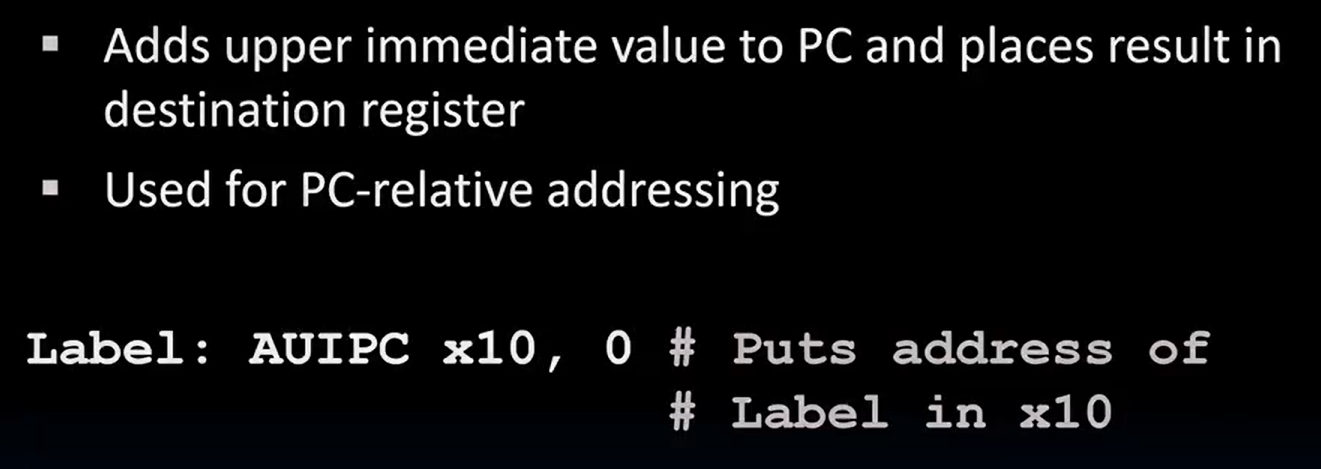 ▪ Adds upper immediate value to PC and places result in
destination register
▪ Used for PC-relative addressing
Label: AUIPC x10, 0 # Puts address of
# Label in x10